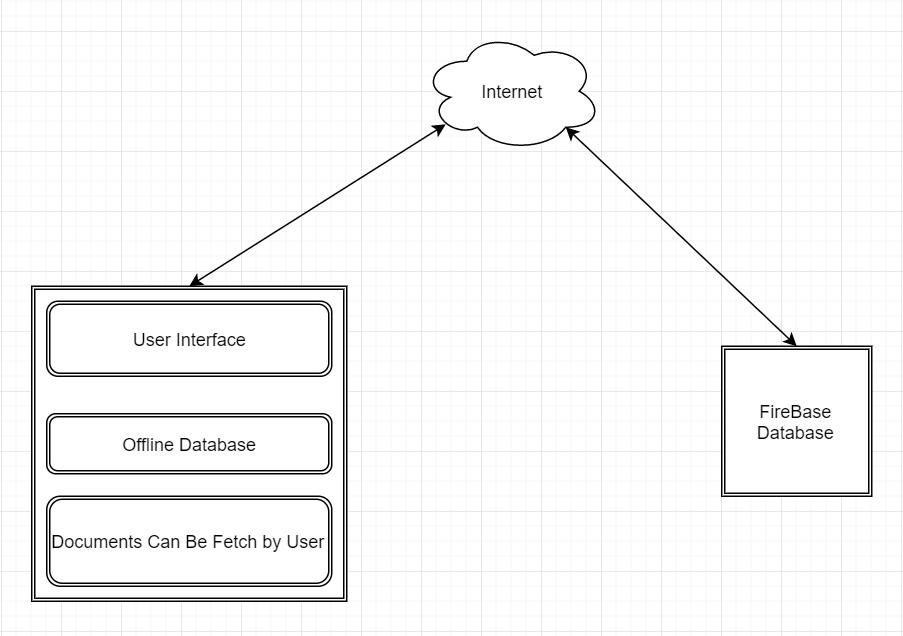 Internet
User Interface
Offline Database
Documents Can Be Fetch by User
FireBase
Database